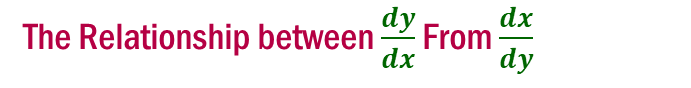 The Relationship between dy/dx From dx/dy